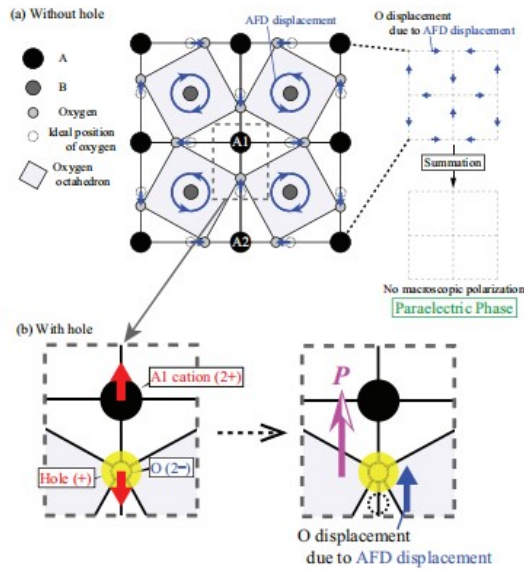 (a) Without hole
A
B
Oxygen
Ideal position
of oxygen
Oxygen
octahedron
AFD displacement
A1
A2
O displacement
due to AFD displacement
Summation
No macroscopic polarization
Paraelectric Phase
(b) With hole
A1 cation (2+)
Hole (+)
O (2−)
P
O displacement
due to AFD displacement